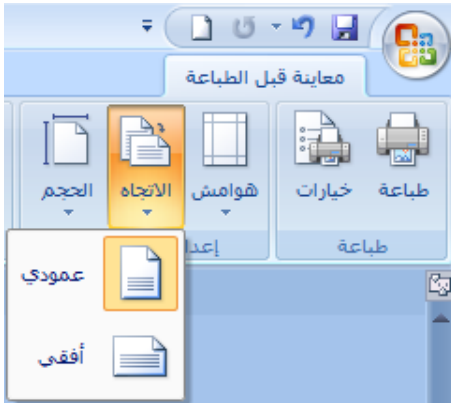 معاينة قبل الطباعة
طباعة خيارات هوامش الاتجاه الحجم
طباعة
عمودي
أفقي